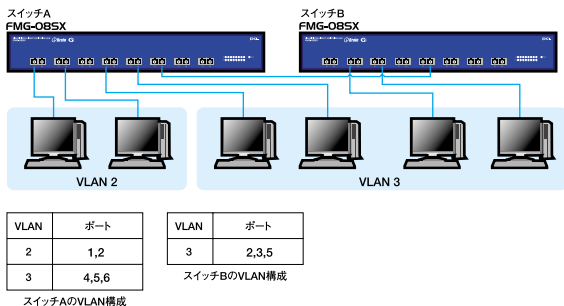 スイッチA
FMG-08SX
スイッチB
FMG-08SX
VLAN 2
VLAN 3
VLAN ポート
2 1,2
3 4,5,6
スイッチAのVLAN構成
VLAN ポート
3 2,3,5
スイッチBのVLAN構成